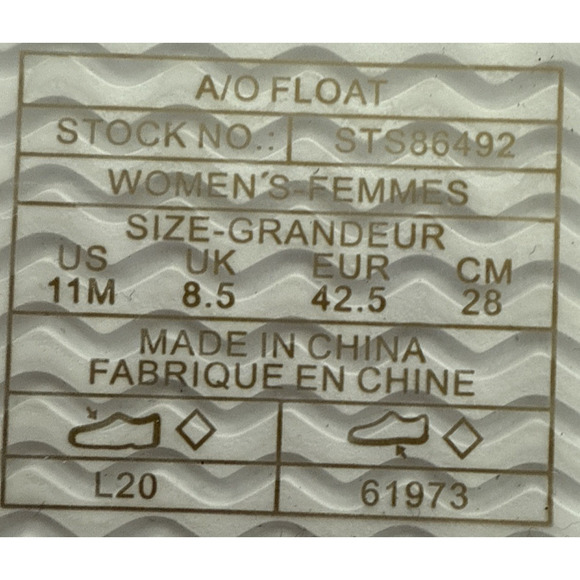 A/O FLOAT
STOCK NO.: STS86492
WOMEN'S-FEMMES
SIZE-GRANDEUR
US UK EUR CM
11M 8.5 42.5 28
MADE IN CHINA
FABRIQUE EN CHINE
L20 61973